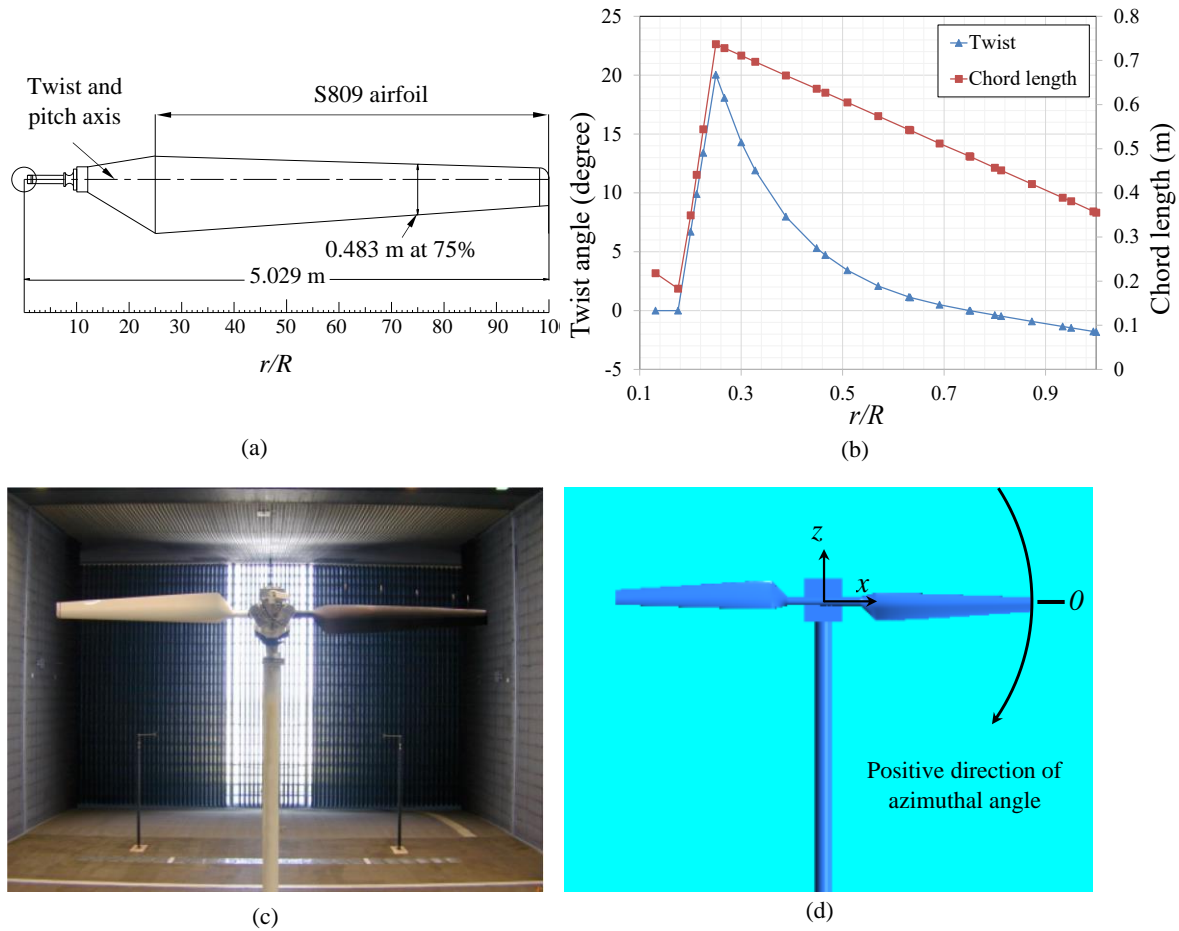 (a)
Twist and
pitch axis
S809 airfoil
0.483 m at 75%
5.029 m
10 20 30 40 50 60 70 80 90 100
r/R
(b)
Twist
Chord length
25
20
15
10
5
0
-5
Twist angle (degree)
0.8
0.7
0.6
0.5
0.4
0.3
0.2
0.1
0
Chord length (m)
0.1 0.3 0.5 0.7 0.9
r/R
(a)
(b)
z
x
0
Positive direction of
azimuthal angle
(c)
(d)